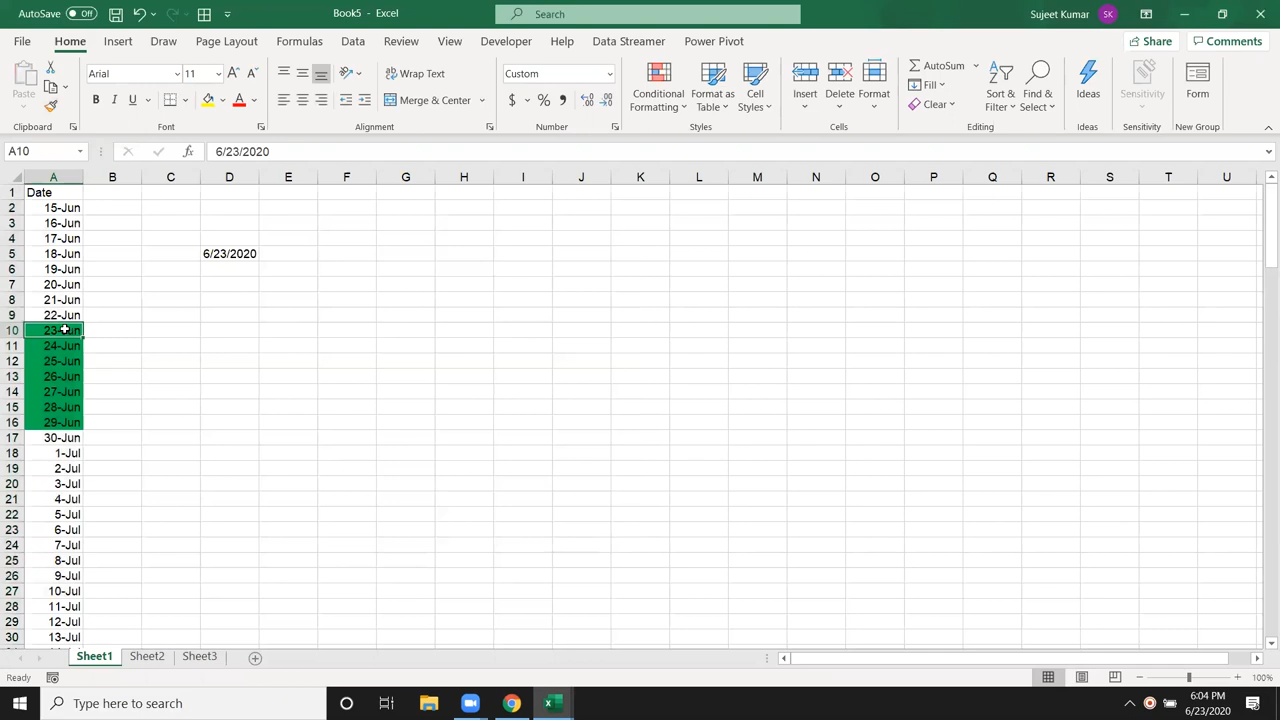 AutoSave Off Book5 - Excel Search Sujeet Kumar SK
File Home Insert Draw Page Layout Formulas Data Review View Developer Help Data Streamer Power Pivot Share Comments
Paste Arial 11 Wrap Text Custom Conditional Formatting Format as Table Cell Styles Insert Delete Format AutoSum Sort & Filter Find & Select Ideas Sensitivity Form
B I U Merge & Center $ % Fill
Clear
Clipboard Font Alignment Number Styles Cells Editing Ideas Sensitivity New Group
A10 fx 6/23/2020
A B C D E F G H I J K L M N O P Q R S T U
1 Date
2 15-Jun
3 16-Jun
4 17-Jun
5 18-Jun 6/23/2020
6 19-Jun
7 20-Jun
8 21-Jun
9 22-Jun
10 23-Jun
11 24-Jun
12 25-Jun
13 26-Jun
14 27-Jun
15 28-Jun
16 29-Jun
17 30-Jun
18 1-Jul
19 2-Jul
20 3-Jul
21 4-Jul
22 5-Jul
23 6-Jul
24 7-Jul
25 8-Jul
26 9-Jul
27 10-Jul
28 11-Jul
29 12-Jul
30 13-Jul
Sheet1 Sheet2 Sheet3
Ready 100%
Type here to search 6:04 PM
6/23/2020